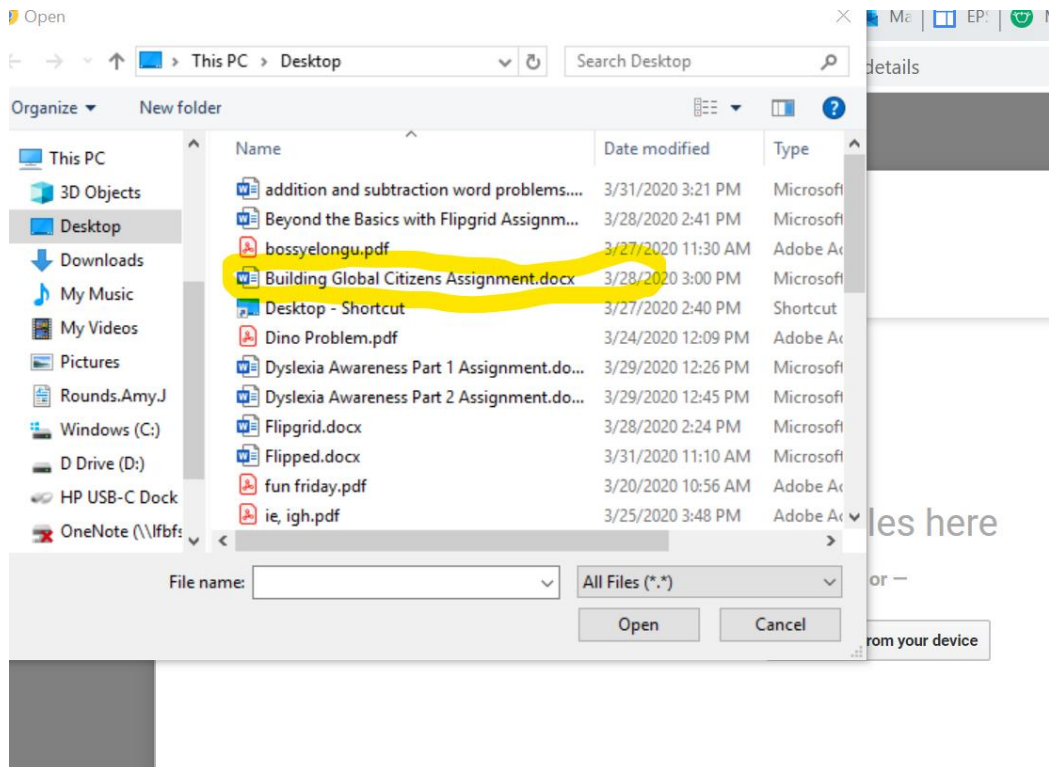 Open
Ma EP:
This PC > Desktop
Search Desktop
details
Organize New folder
Name Date modified Type
This PC
3D Objects
Desktop
Downloads
My Music
My Videos
Pictures
Rounds.Amy.J
Windows (C:)
D Drive (D:)
HP USB-C Dock
OneNote (\\lfbfs
addition and subtraction word problems.... 3/31/2020 3:21 PM Microsoft
Beyond the Basics with Flipgrid Assignm... 3/28/2020 2:41 PM Microsoft
bossyelongu.pdf 3/27/2020 11:30 AM Adobe Ac
Building Global Citizens Assignment.docx 3/28/2020 3:00 PM Microsoft
Desktop - Shortcut 3/27/2020 2:40 PM Shortcut
Dino Problem.pdf 3/24/2020 12:09 PM Adobe Ac
Dyslexia Awareness Part 1 Assignment.do... 3/29/2020 12:26 PM Microsoft
Dyslexia Awareness Part 2 Assignment.do... 3/29/2020 12:45 PM Microsoft
Flipgrid.docx 3/28/2020 2:24 PM Microsoft
Flipped.docx 3/31/2020 11:10 AM Microsoft
fun friday.pdf 3/20/2020 10:56 AM Adobe Ac
ie, igh.pdf 3/25/2020 3:48 PM Adobe Ac
les here
or —
File name: All Files (*.*)
Open Cancel
rom your device